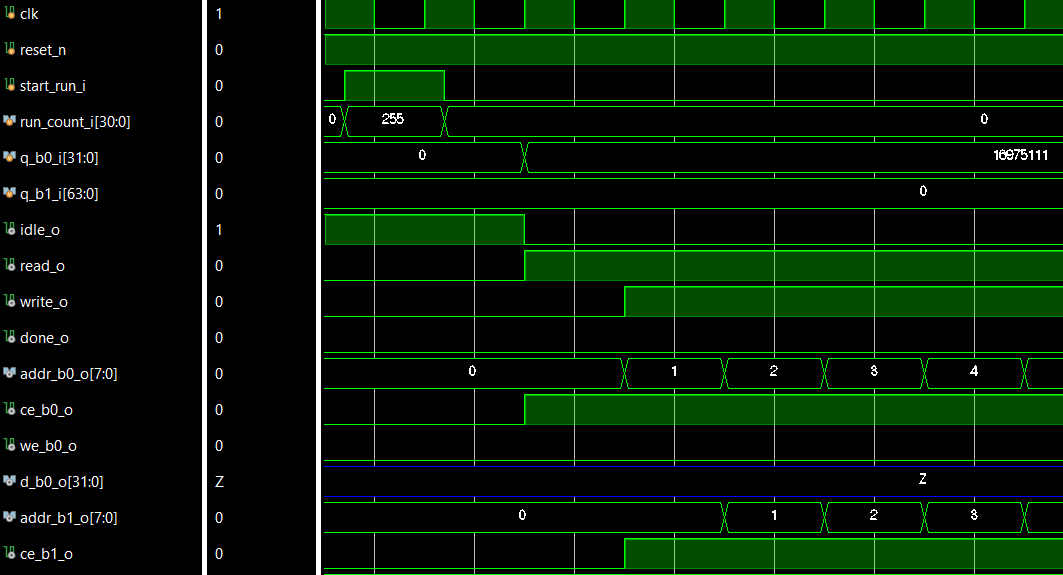 clk 1
reset_n 0
start_run_i 0
run_count_i[30:0] 0 0 255 0
q_b0_i[31:0] 0 0
q_b1_i[63:0] 0 0
idle_o 1
read_o 0
write_o 0
done_o 0
addr_b0_o[7:0] 0 0 1 2 3 4
ce_b0_o 0
we_b0_o 0
d_b0_o[31:0] Z Z
addr_b1_o[7:0] 0 0 1 2 3
ce_b1_o 0